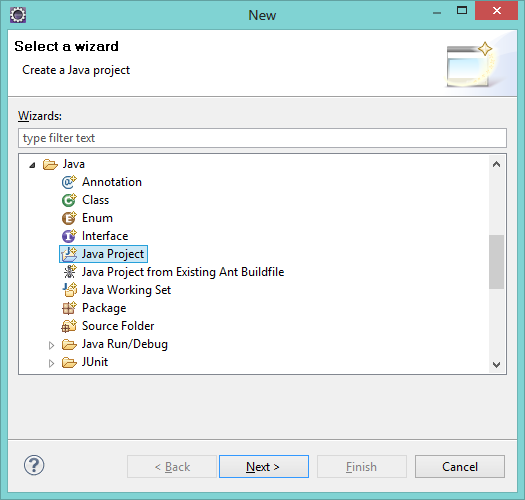 New
Select a wizard
Create a Java project
Wizards:
type filter text
Java
Annotation
Class
Enum
Interface
Java Project
Java Project from Existing Ant Buildfile
Java Working Set
Package
Source Folder
Java Run/Debug
JUnit
< Back
Next >
Finish
Cancel